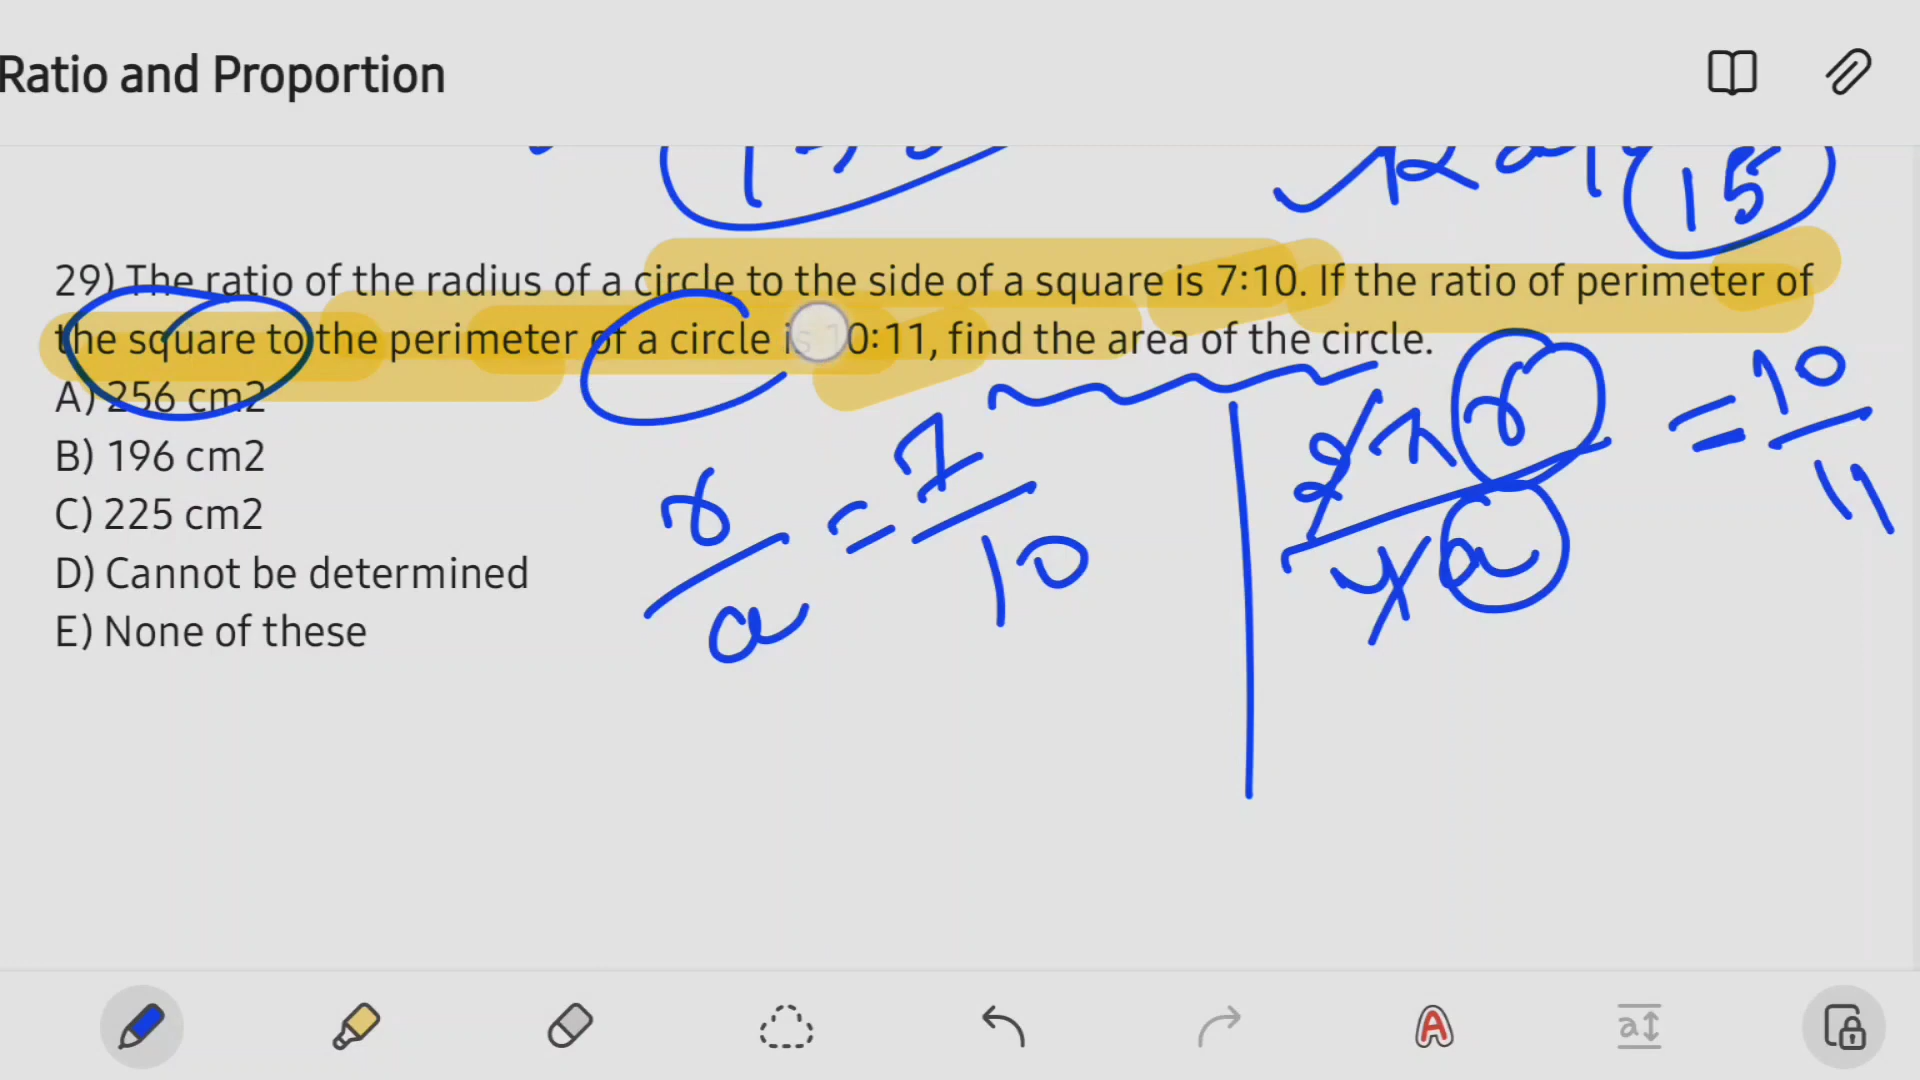 Ratio and Proportion
15
29) The ratio of the radius of a circle to the side of a square is 7:10. If the ratio of perimeter of
the square to the perimeter of a circle is 10:11, find the area of the circle.
A) 256 cm2
B) 196 cm2
C) 225 cm2
D) Cannot be determined
E) None of these
r/a = 7/10
2πr/4a = 10/11
A
a